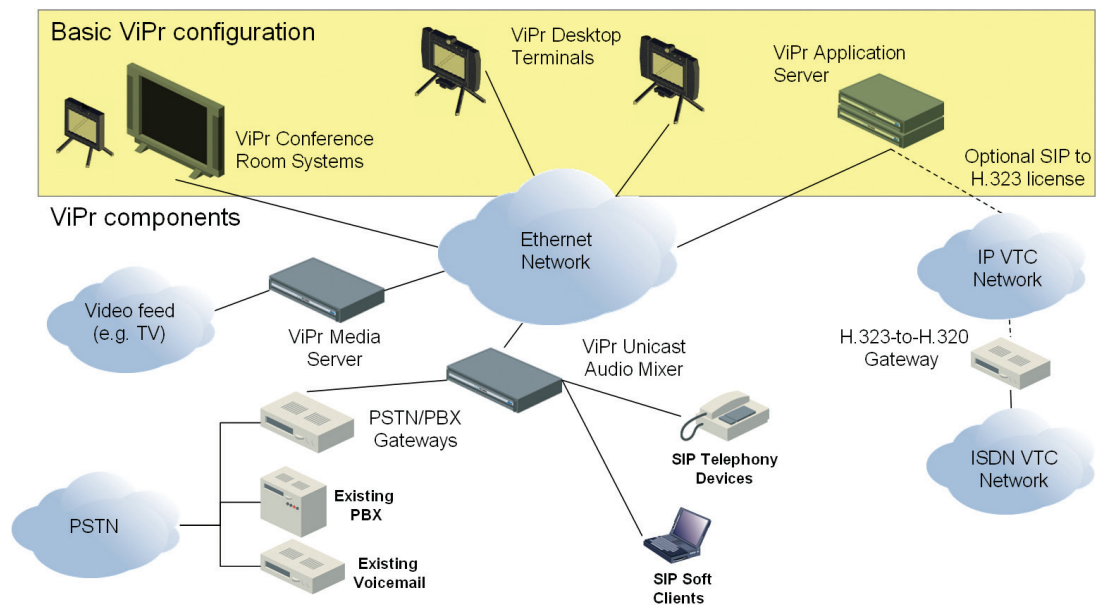 Basic ViPr configuration
ViPr Desktop
Terminals
ViPr Application
Server
ViPr Conference
Room Systems
Optional SIP to
H.323 license
ViPr components
Ethernet
Network
IP VTC
Network
Video feed
(e.g. TV)
ViPr Media
Server
ViPr Unicast
Audio Mixer
H.323-to-H.320
Gateway
PSTN/PBX
Gateways
SIP Telephony
Devices
ISDN VTC
Network
Existing
PBX
PSTN
Existing
Voicemail
SIP Soft
Clients